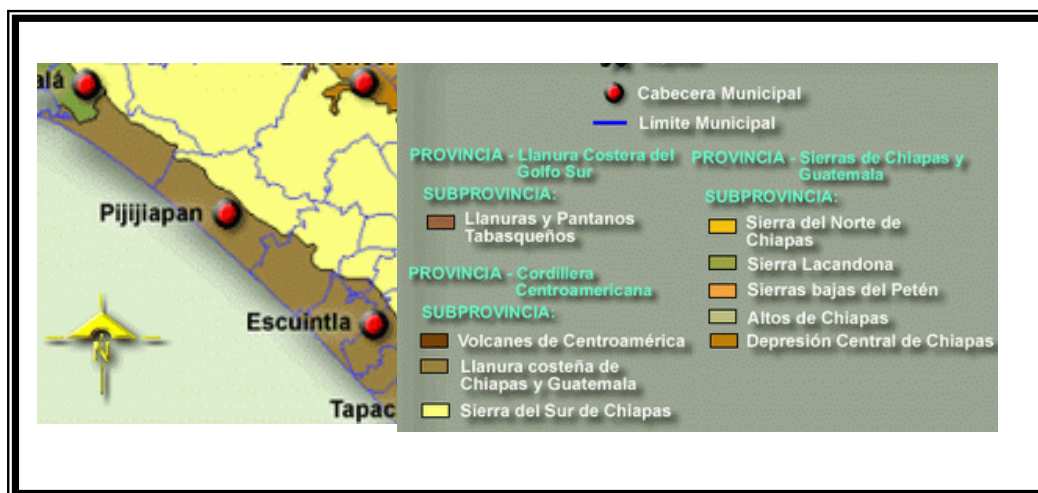 alá
Pijijiapan
Escuintla
N
Tapac
Cabecera Municipal
Límite Municipal
PROVINCIA - Llanura Costera del
Golfo Sur
SUBPROVINCIA:
Llanuras y Pantanos
Tabasqueños
PROVINCIA - Cordillera
Centroamericana
SUBPROVINCIA:
Volcanes de Centroamérica
Llanura costeña de
Chiapas y Guatemala
Sierra del Sur de Chiapas
PROVINCIA - Sierras de Chiapas y
Guatemala
SUBPROVINCIA:
Sierra del Norte de
Chiapas
Sierra Lacandona
Sierras bajas del Petén
Altos de Chiapas
Depresión Central de Chiapas